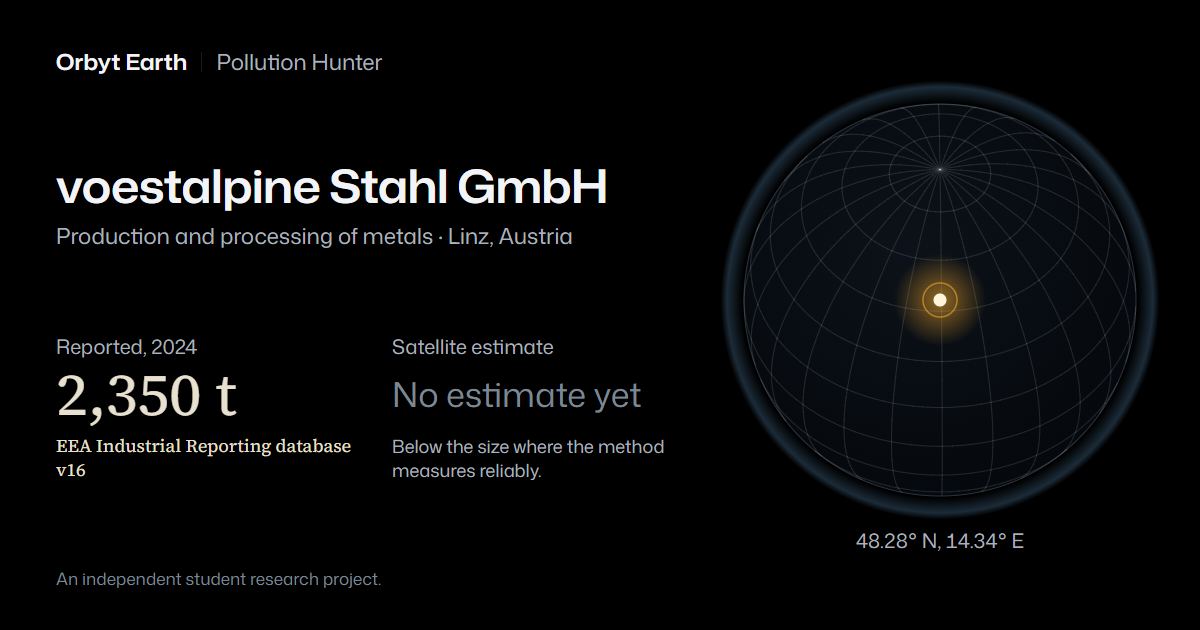 Orbyt Earth | Pollution Hunter
voestalpine Stahl GmbH
Production and processing of metals · Linz, Austria
Reported, 2024
2,350 t
EEA Industrial Reporting database
v16
Satellite estimate
No estimate yet
Below the size where the method
measures reliably.
48.28° N, 14.34° E
An independent student research project.